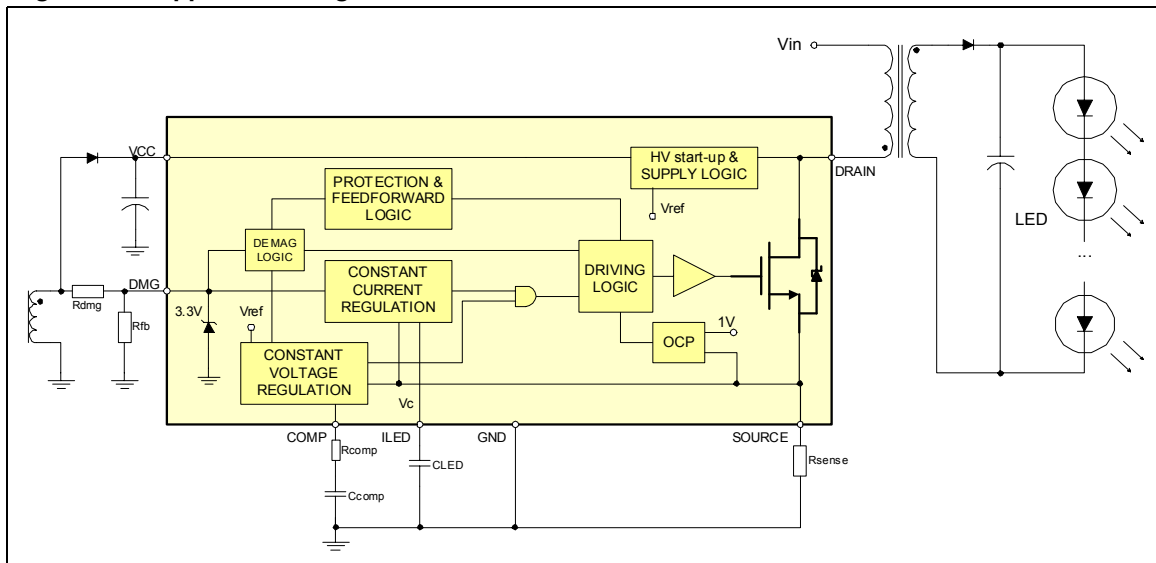 Vin
VCC
HV start-up &
SUPPLY LOGIC
DRAIN
PROTECTION &
FEEDFORWARD
LOGIC
Vref
LED
DEMAG
LOGIC
DRIVING
LOGIC
CONSTANT
CURRENT
REGULATION
...
DMG
Rdmg
Rfb
3.3V
Vref
1V
OCP
CONSTANT
VOLTAGE
REGULATION
Vc
COMP
ILED
GND
SOURCE
Rcomp
CLED
Rsense
Ccomp